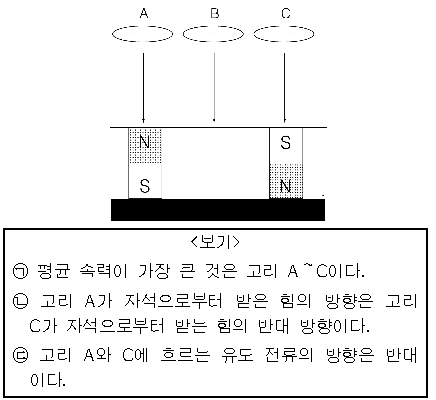 A B C
N S
S N
<보기>
㉠ 평균 속력이 가장 큰 것은 고리 A~C이다.
㉡ 고리 A가 자석으로부터 받은 힘의 방향은 고리
C가 자석으로부터 받는 힘의 반대 방향이다.
㉢ 고리 A와 C에 흐르는 유도 전류의 방향은 반대
이다.